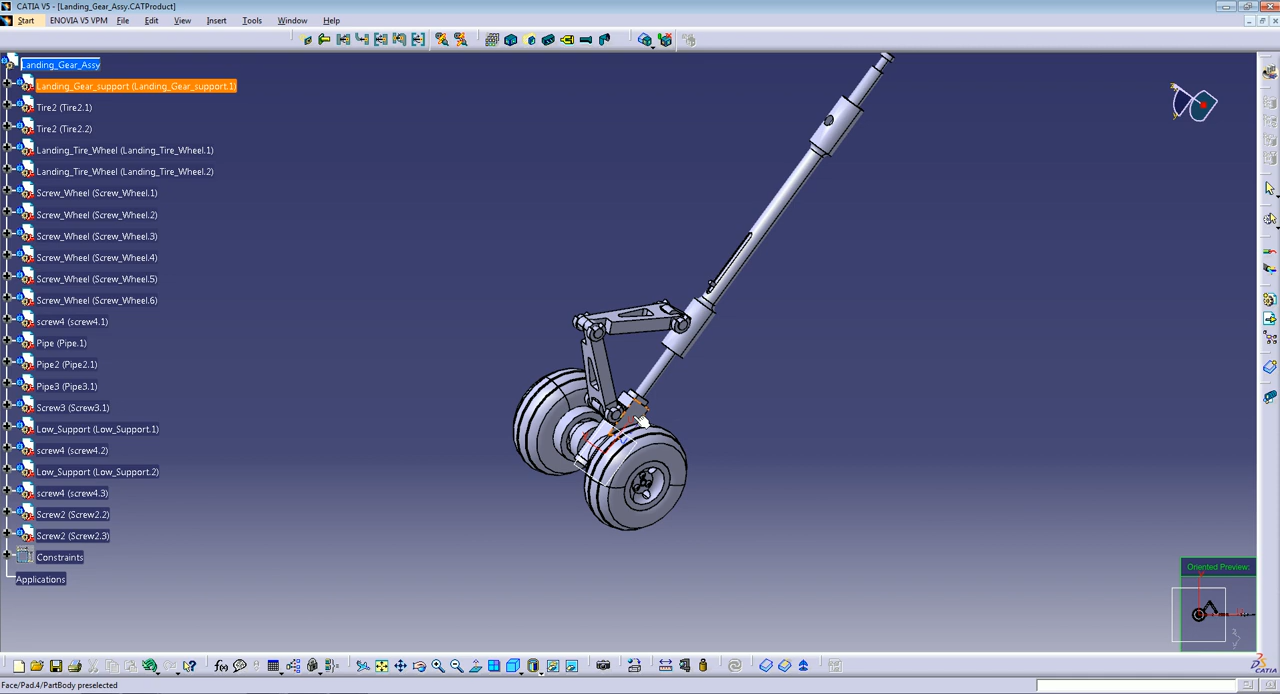 CATIA V5 - [Landing_Gear_Assy.CATProduct]
Start ENOVIA V5 VPM File Edit View Insert Tools Window Help
Landing_Gear_Assy
Landing_Gear_support (Landing_Gear_support.1)
Tire2 (Tire2.1)
Tire2 (Tire2.2)
Landing_Tire_Wheel (Landing_Tire_Wheel.1)
Landing_Tire_Wheel (Landing_Tire_Wheel.2)
Screw_Wheel (Screw_Wheel.1)
Screw_Wheel (Screw_Wheel.2)
Screw_Wheel (Screw_Wheel.3)
Screw_Wheel (Screw_Wheel.4)
Screw_Wheel (Screw_Wheel.5)
Screw_Wheel (Screw_Wheel.6)
screw4 (screw4.1)
Pipe (Pipe.1)
Pipe2 (Pipe2.1)
Pipe3 (Pipe3.1)
Screw3 (Screw3.1)
Low_Support (Low_Support.1)
screw4 (screw4.2)
Low_Support (Low_Support.2)
screw4 (screw4.3)
Screw2 (Screw2.2)
Screw2 (Screw2.3)
Constraints
Applications
Oriented Preview:
f(x)
CATIA
Face/Pad.4/PartBody preselected